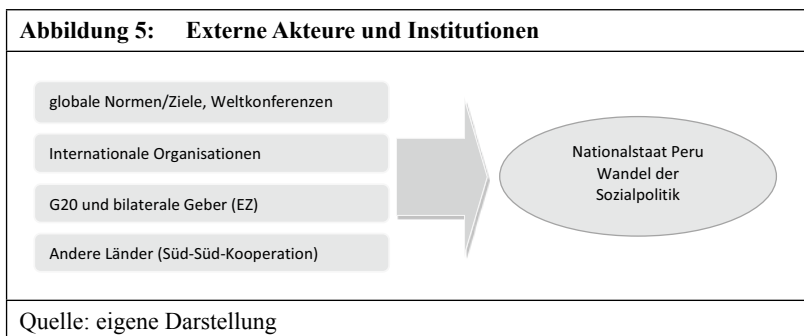 Abbildung 5: Externe Akteure und Institutionen
globale Normen/Ziele, Weltkonferenzen
Internationale Organisationen
G20 und bilaterale Geber (EZ)
Andere Länder (Süd-Süd-Kooperation)
Nationalstaat Peru
Wandel der
Sozialpolitik
Quelle: eigene Darstellung